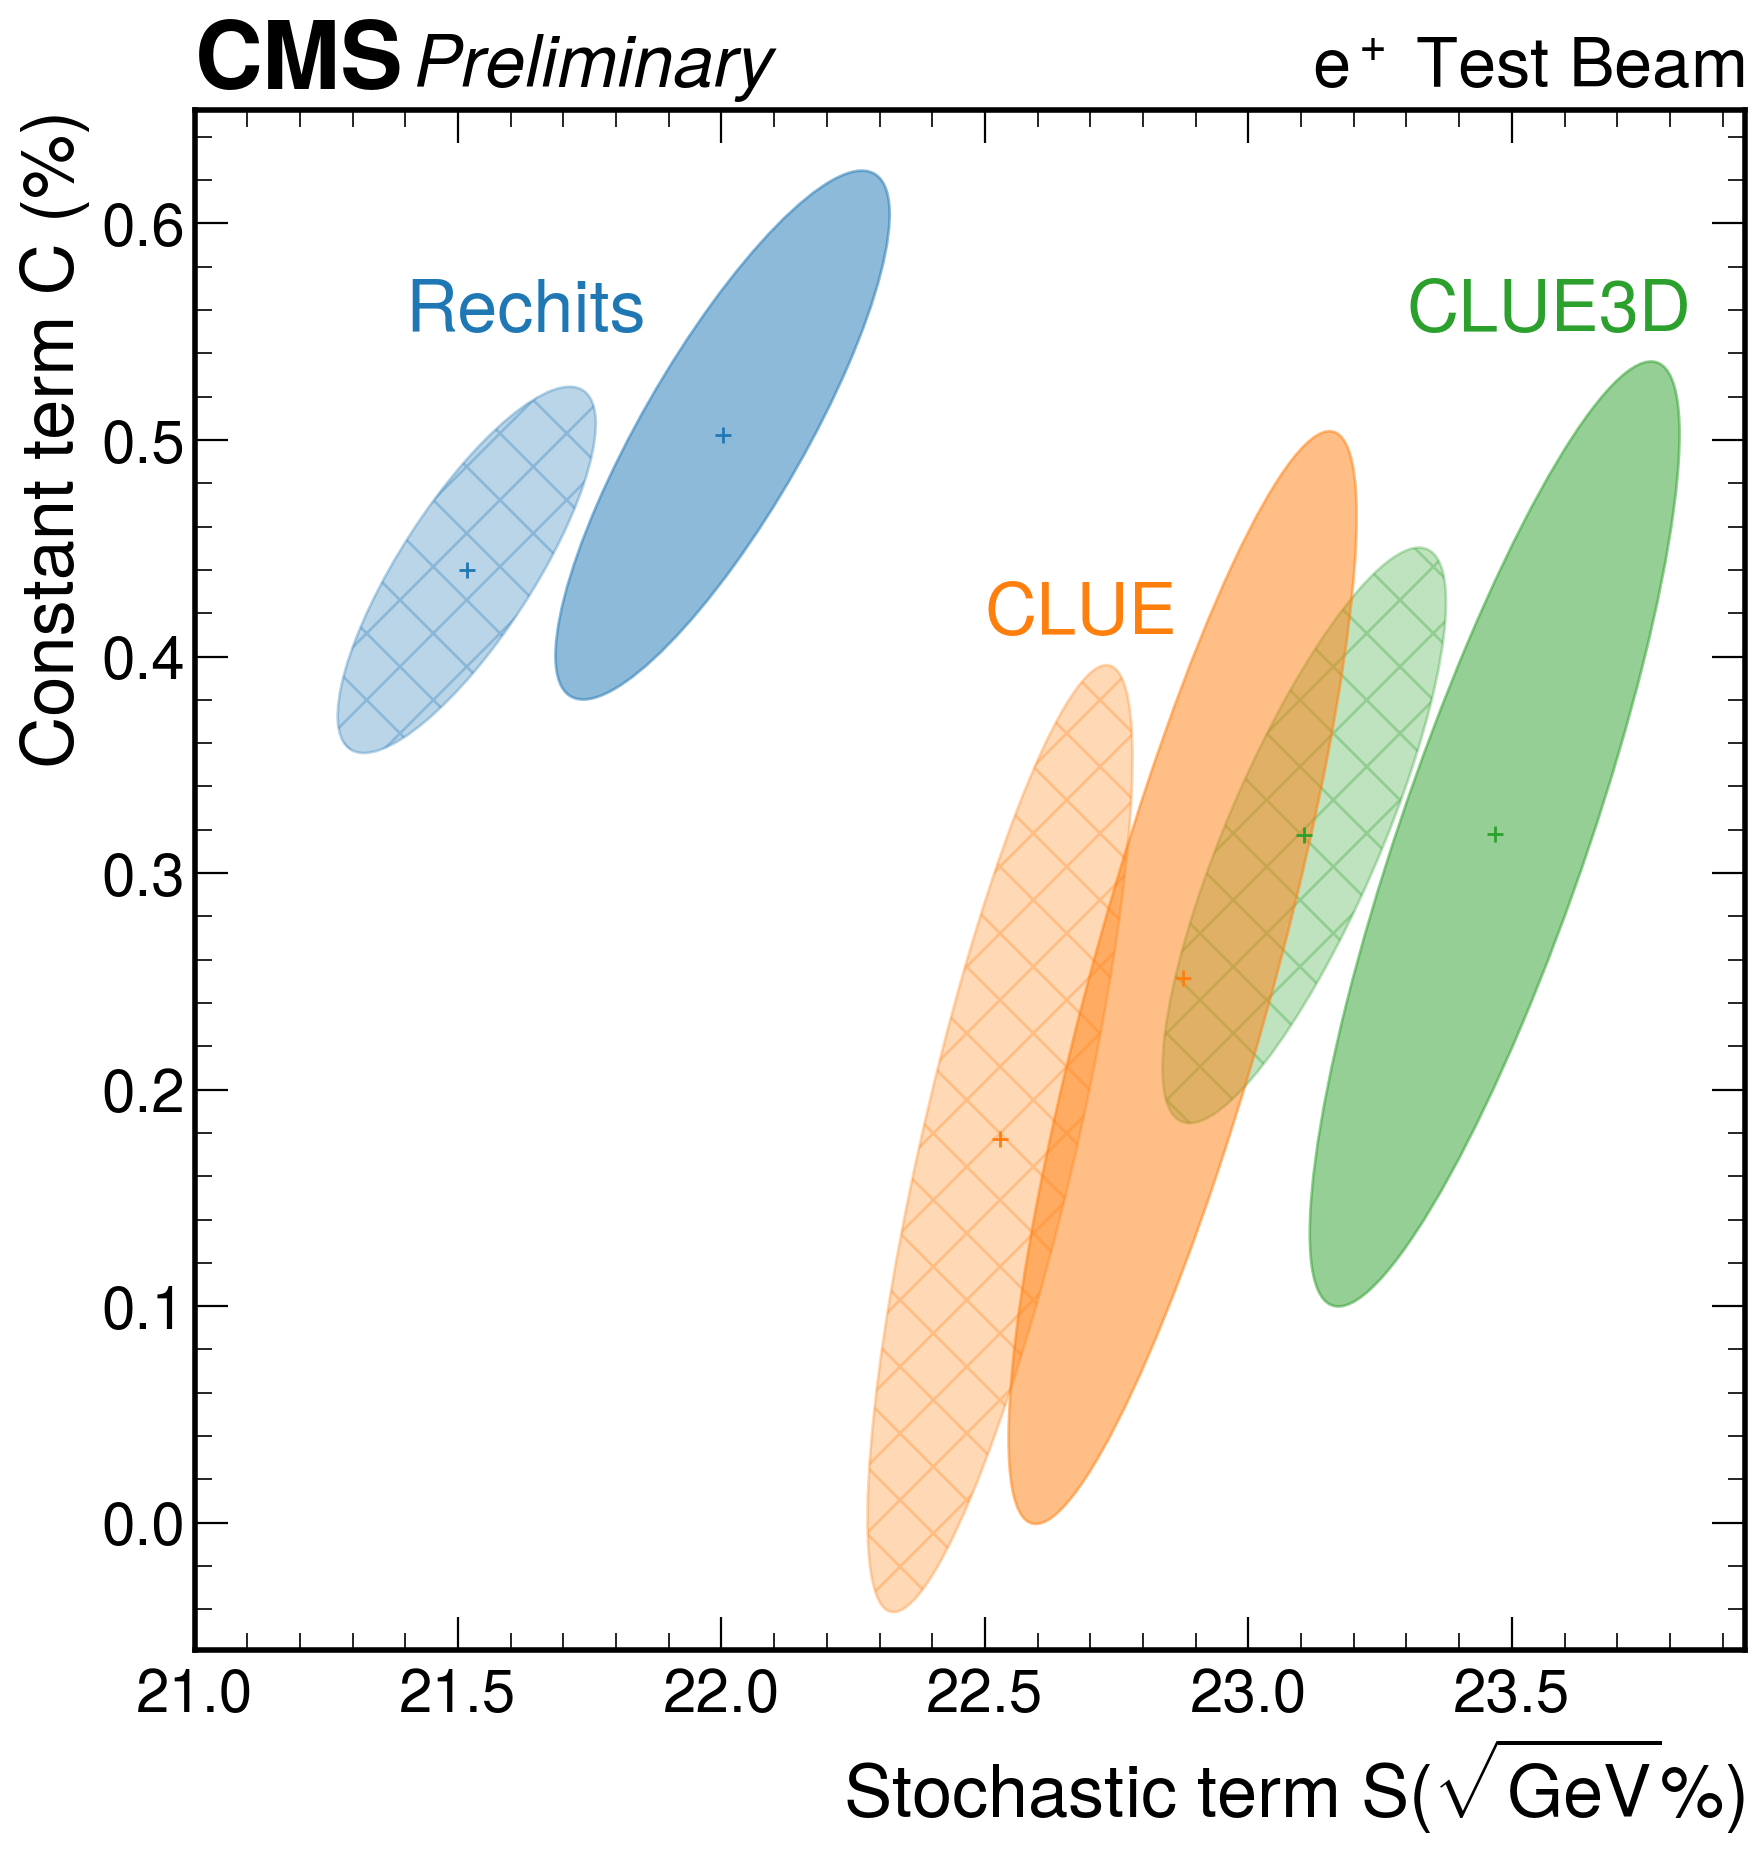 CMS Preliminary e⁺ Test Beam
Constant term C (%)
0.6
0.5
0.4
0.3
0.2
0.1
0.0
Rechits
CLUE3D
CLUE
21.0 21.5 22.0 22.5 23.0 23.5
Stochastic term S(√GeV%)